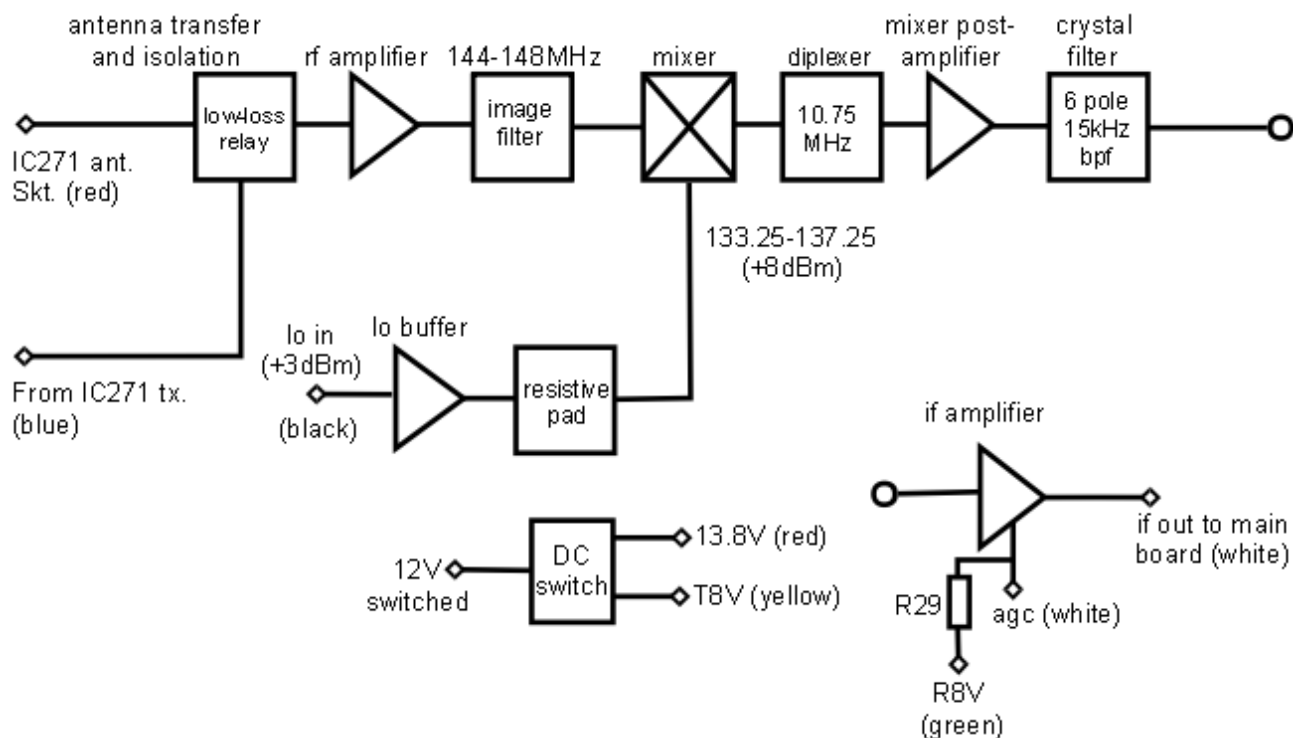 antenna transfer
and isolation
rf amplifier
144-148MHz
mixer
diplexer
mixer post-
amplifier
crystal
filter
low-loss
relay
image
filter
10.75
MHz
6 pole
15kHz
bpf
IC271 ant.
Skt. (red)
133.25-137.25
(+8dBm)
lo in
(+3dBm)
lo buffer
From IC271 tx.
(blue)
(black)
resistive
pad
if amplifier
if out to main
board (white)
12V
switched
DC
switch
13.8V (red)
T8V (yellow)
R29
agc (white)
R8V
(green)